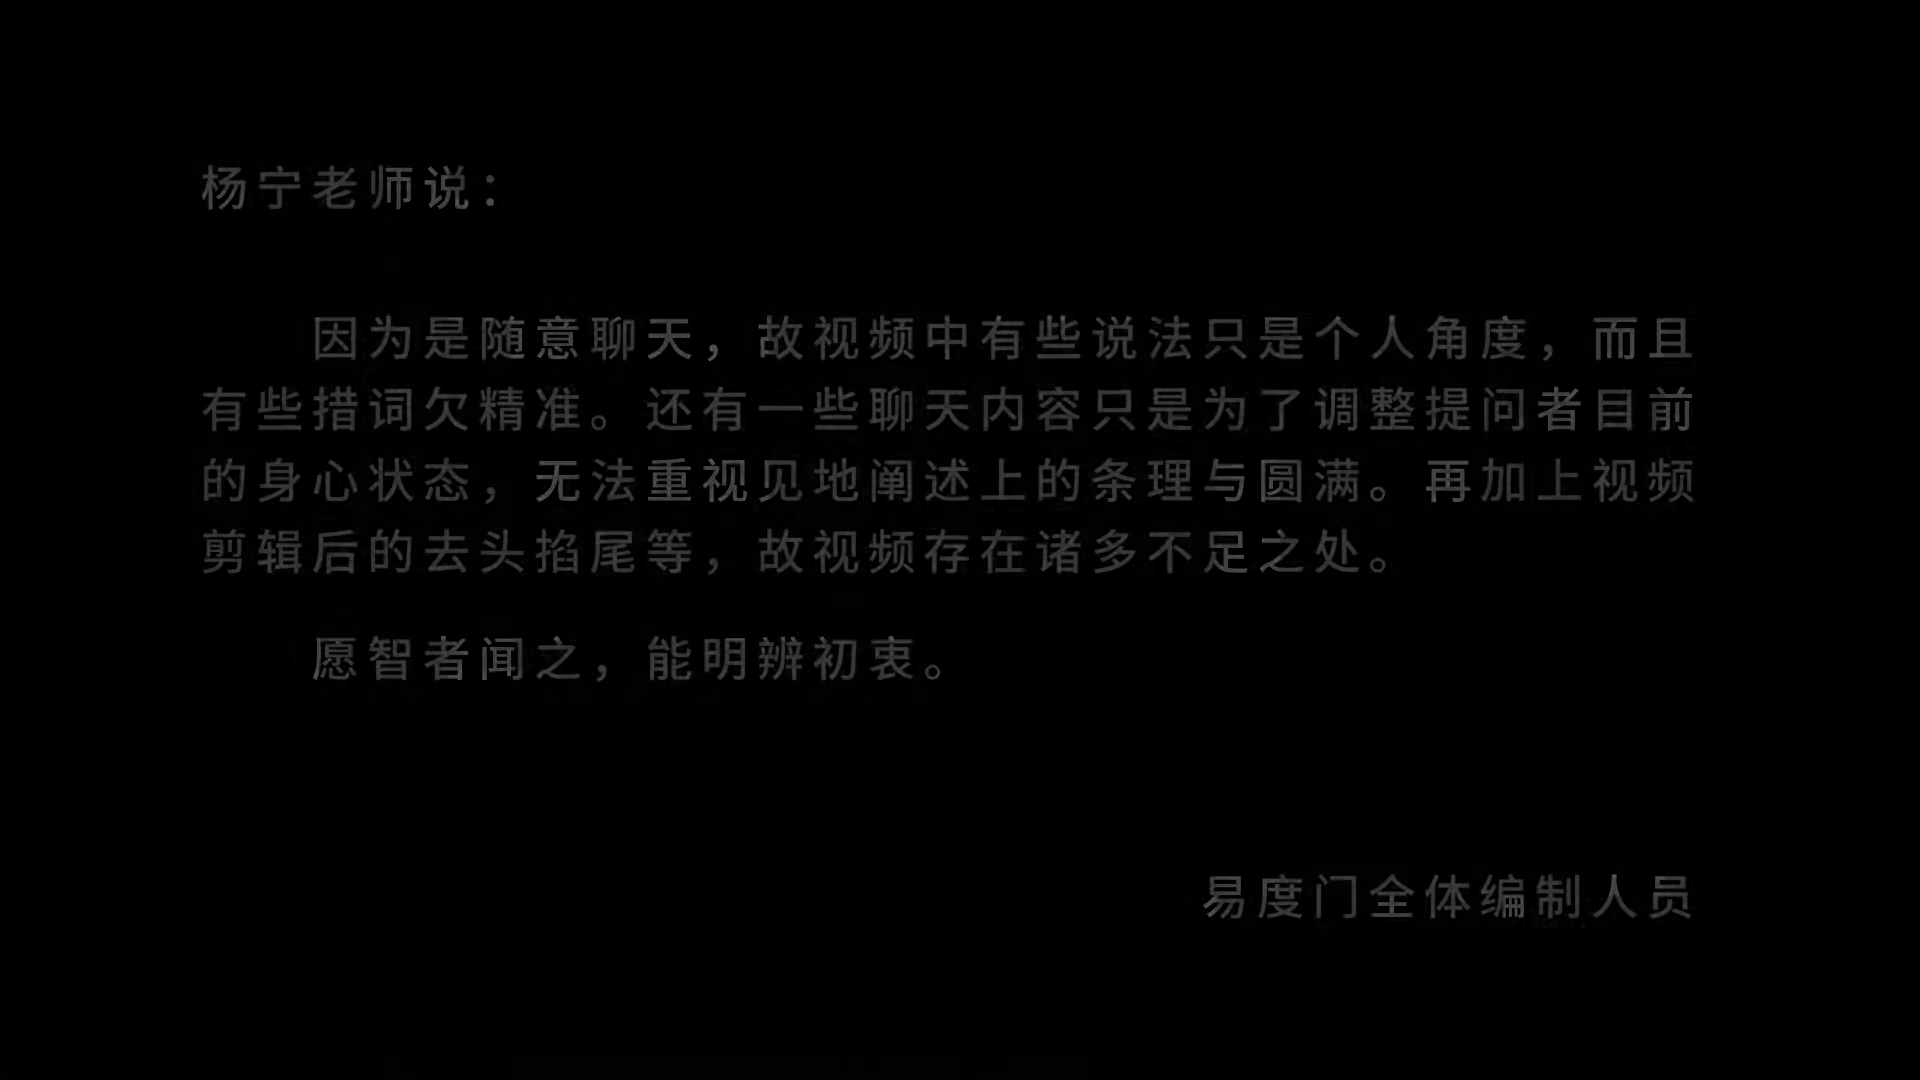 杨宁老师说：
因为是随意聊天，故视频中有些说法只是个人角度，而且
有些措词欠精准。还有一些聊天内容只是为了调整提问者目前
的身心状态，无法重视见地阐述上的条理与圆满。再加上视频
剪辑后的去头掐尾等，故视频存在诸多不足之处。
愿智者闻之，能明辨初衷。
易度门全体编制人员